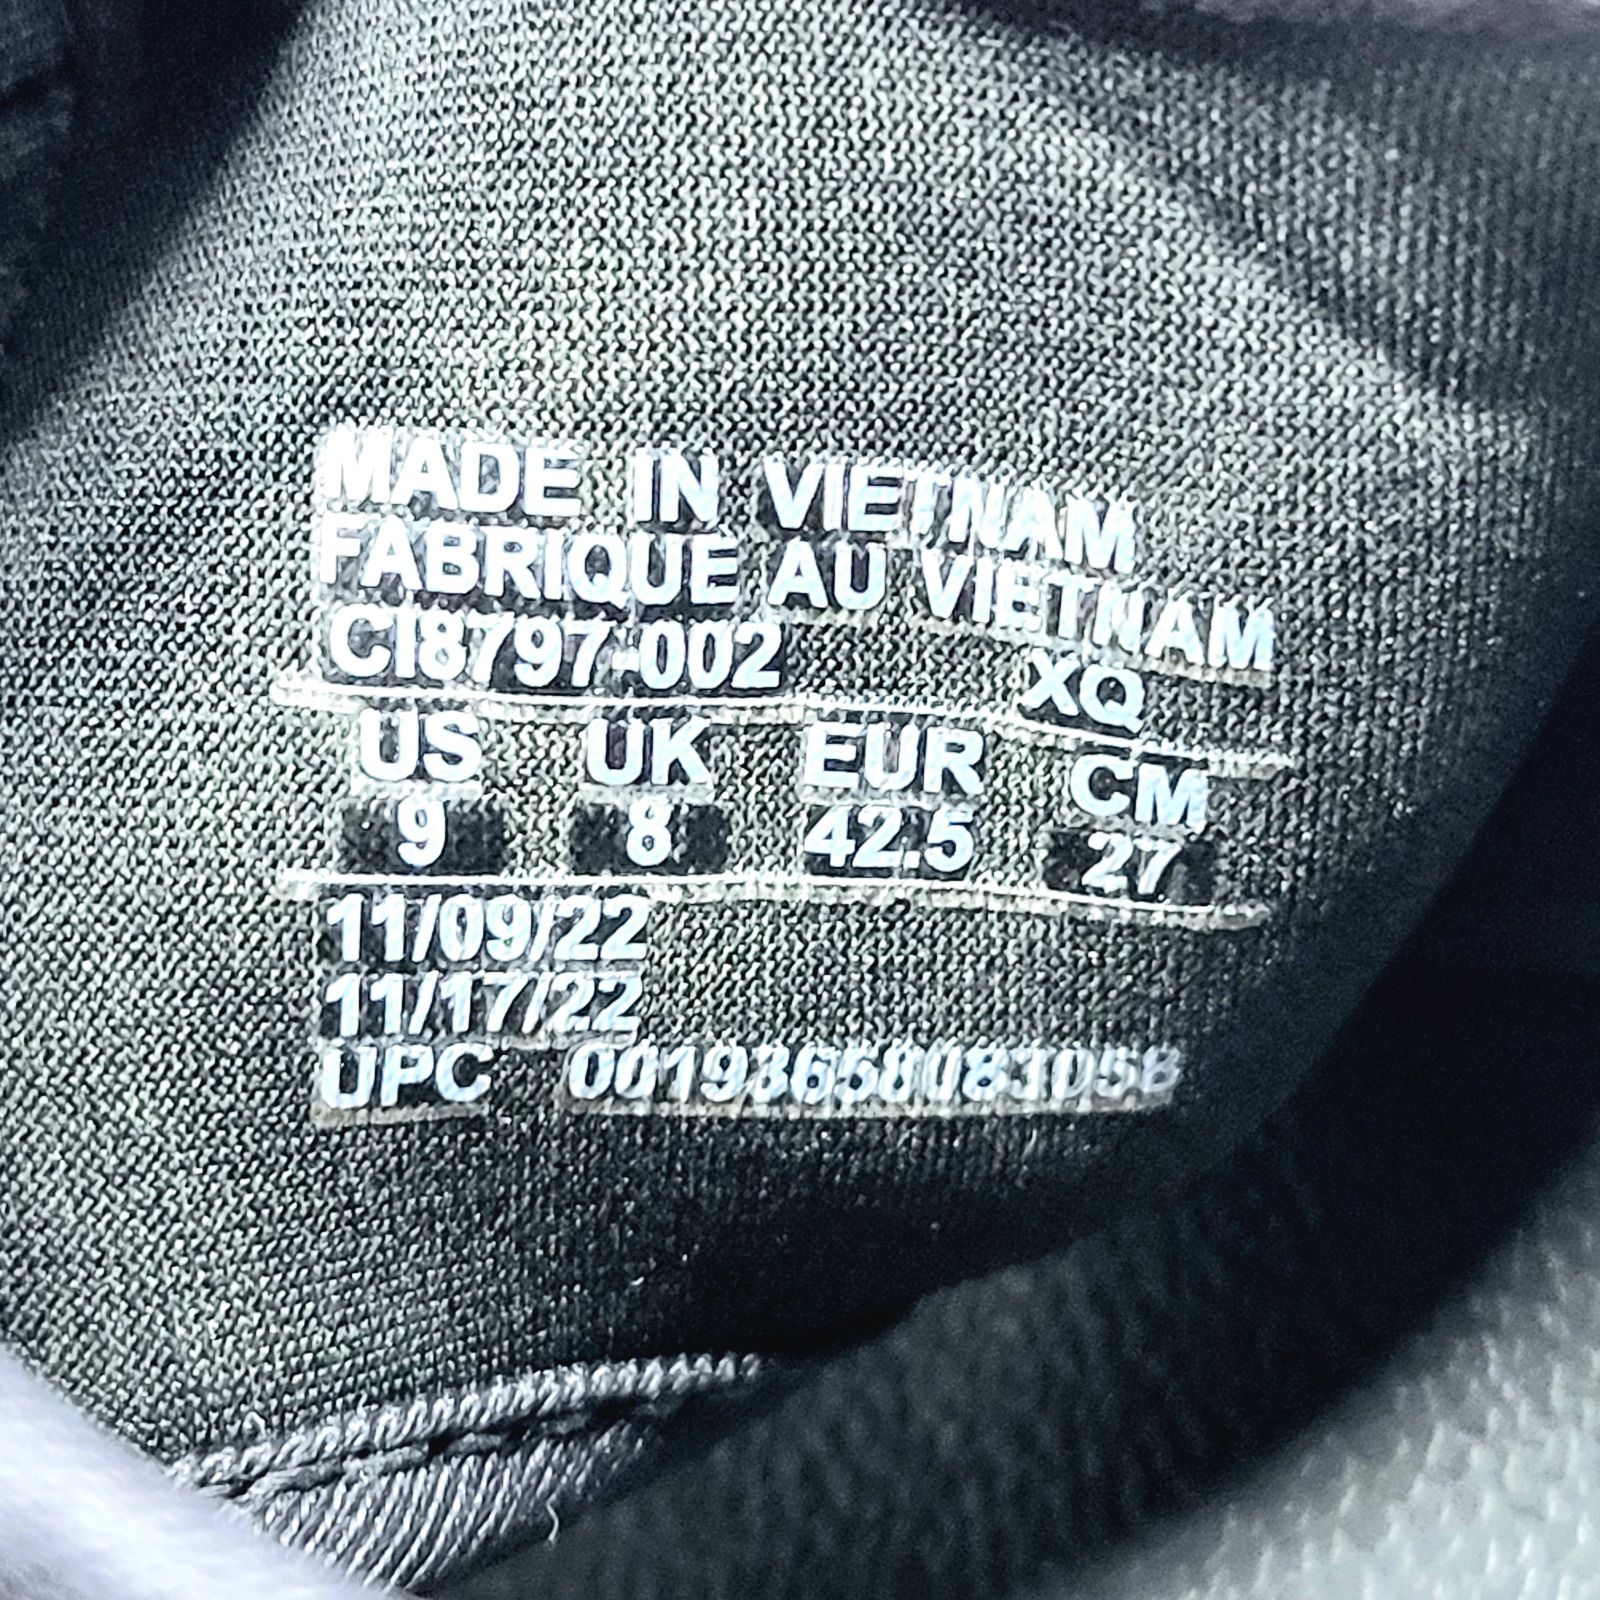 MADE IN VIETNAM
FABRIQUE AU VIETNAM
CI8797-002 XQ
US UK EUR CM
9 8 42.5 27
11/09/22
11/17/22
UPC